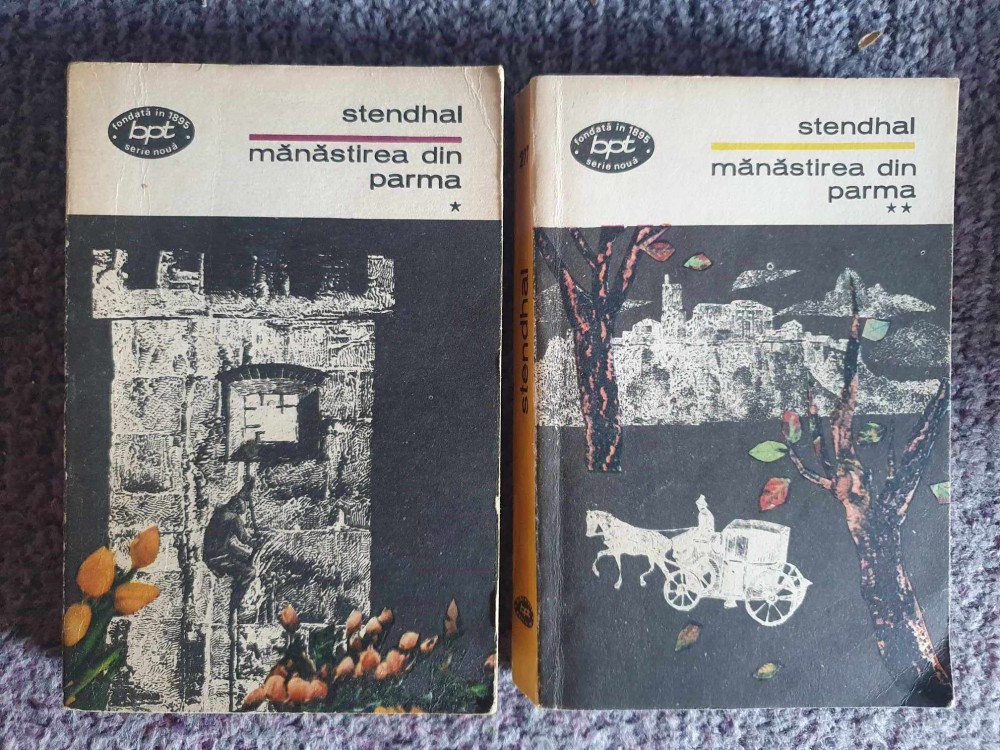 fondată în 1895
bpt
serie nouă
stendhal
mănăstirea din
parma
*
fondată în 1895
bpt
serie nouă
stendhal
mănăstirea din
parma
**
stendhal
bpt